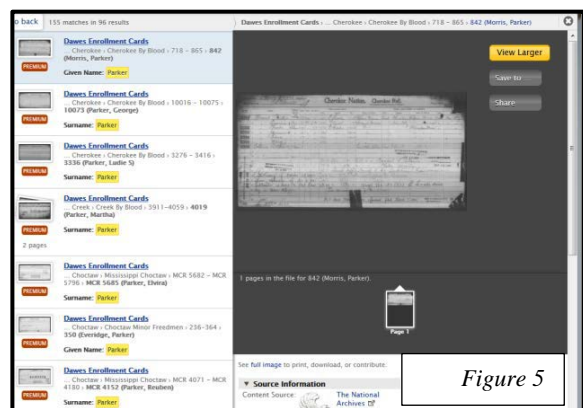 o back
155 matches in 96 results
Dawes Enrollment Cards › ... Cherokee › Cherokee By Blood › 718 - 865 › 842 (Morris, Parker)
Dawes Enrollment Cards
... Cherokee › Cherokee By Blood › 718 - 865 › 842
(Morris, Parker)
PREMIUM
Given Name: Parker
Dawes Enrollment Cards
... Cherokee › Cherokee By Blood › 10016 - 10075 ›
10073 (Parker, George)
PREMIUM
Surname: Parker
Dawes Enrollment Cards
... Cherokee › Cherokee By Blood › 3276 - 3416 ›
3336 (Parker, Ludie S)
PREMIUM
Surname: Parker
Dawes Enrollment Cards
... Creek › Creek By Blood › 3911-4059 › 4019
(Parker, Martha)
PREMIUM
Surname: Parker
2 pages
Dawes Enrollment Cards
... Choctaw › Mississippi Choctaw › MCR 5682 - MCR
5796 › MCR 5685 (Parker, Elvira)
PREMIUM
Surname: Parker
Dawes Enrollment Cards
... Choctaw › Choctaw Minor Freedmen › 236-364 ›
350 (Everidge, Parker)
PREMIUM
Given Name: Parker
Dawes Enrollment Cards
... Choctaw › Mississippi Choctaw › MCR 4071 - MCR
4180 › MCR 4152 (Parker, Reuben)
PREMIUM
Surname: Parker
View Larger
Save to
Share
Cherokee Nation. Cherokee Roll.
1 pages in the file for 842 (Morris, Parker).
Page 1
See full image to print, download, or contribute.
Source Information
Content Source:
The National
Archives
Figure 5